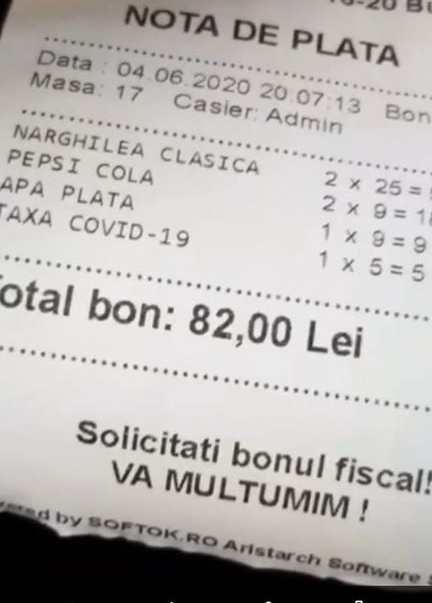 NOTA DE PLATA
Data : 04.06.2020 20:07:13 Bon
Masa: 17 Casier: Admin
NARGHILEA CLASICA 2 x 25 =
PEPSI COLA 2 x 9 = 18
APA PLATA 1 x 9 = 9
TAXA COVID-19 1 x 5 = 5
Total bon: 82,00 Lei
Solicitati bonul fiscal!
VA MULTUMIM !
by SOFTOK.RO Aristarch Software